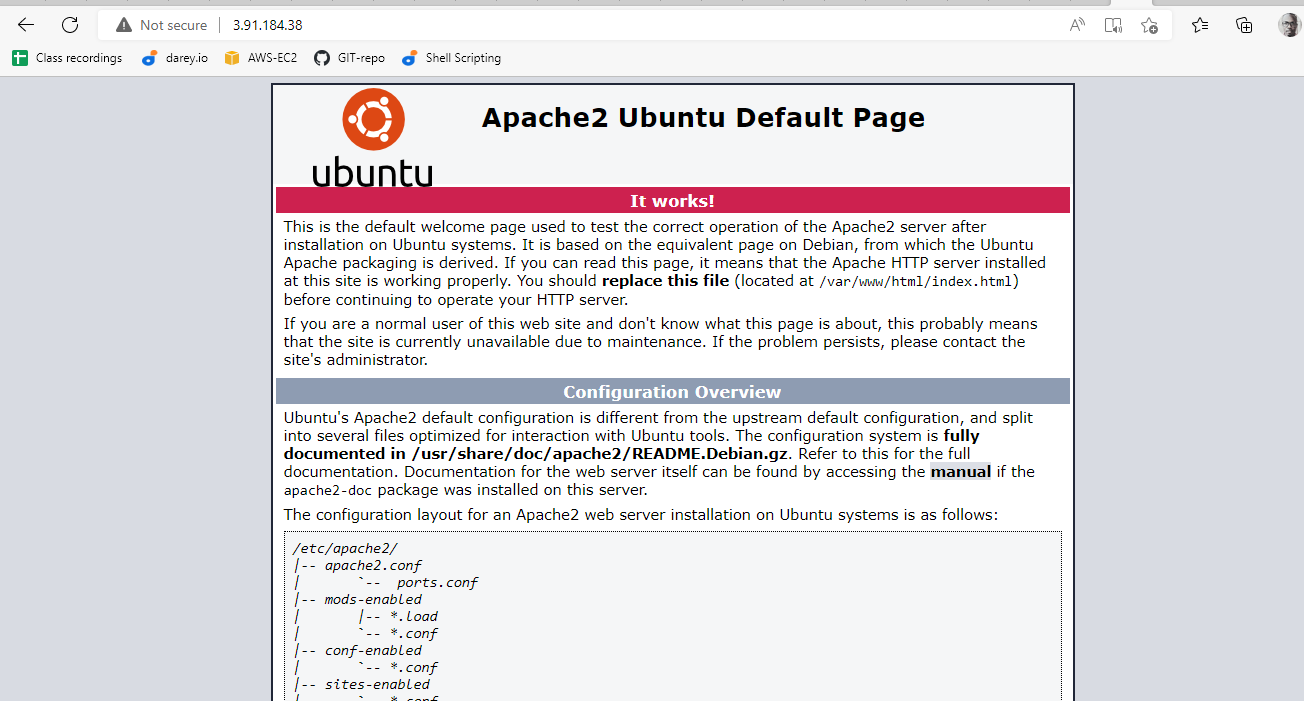 Not secure | 3.91.184.38
Class recordings darey.io AWS-EC2 GIT-repo Shell Scripting
ubuntu
Apache2 Ubuntu Default Page
It works!
This is the default welcome page used to test the correct operation of the Apache2 server after
installation on Ubuntu systems. It is based on the equivalent page on Debian, from which the Ubuntu
Apache packaging is derived. If you can read this page, it means that the Apache HTTP server installed
at this site is working properly. You should replace this file (located at /var/www/html/index.html)
before continuing to operate your HTTP server.
If you are a normal user of this web site and don't know what this page is about, this probably means
that the site is currently unavailable due to maintenance. If the problem persists, please contact the
site's administrator.
Configuration Overview
Ubuntu's Apache2 default configuration is different from the upstream default configuration, and split
into several files optimized for interaction with Ubuntu tools. The configuration system is fully
documented in /usr/share/doc/apache2/README.Debian.gz. Refer to this for the full
documentation. Documentation for the web server itself can be found by accessing the manual if the
apache2-doc package was installed on this server.
The configuration layout for an Apache2 web server installation on Ubuntu systems is as follows:
/etc/apache2/
|-- apache2.conf
|       `--  ports.conf
|-- mods-enabled
|       |-- *.load
|       `-- *.conf
|-- conf-enabled
|       `-- *.conf
|-- sites-enabled
|       `-- *.conf